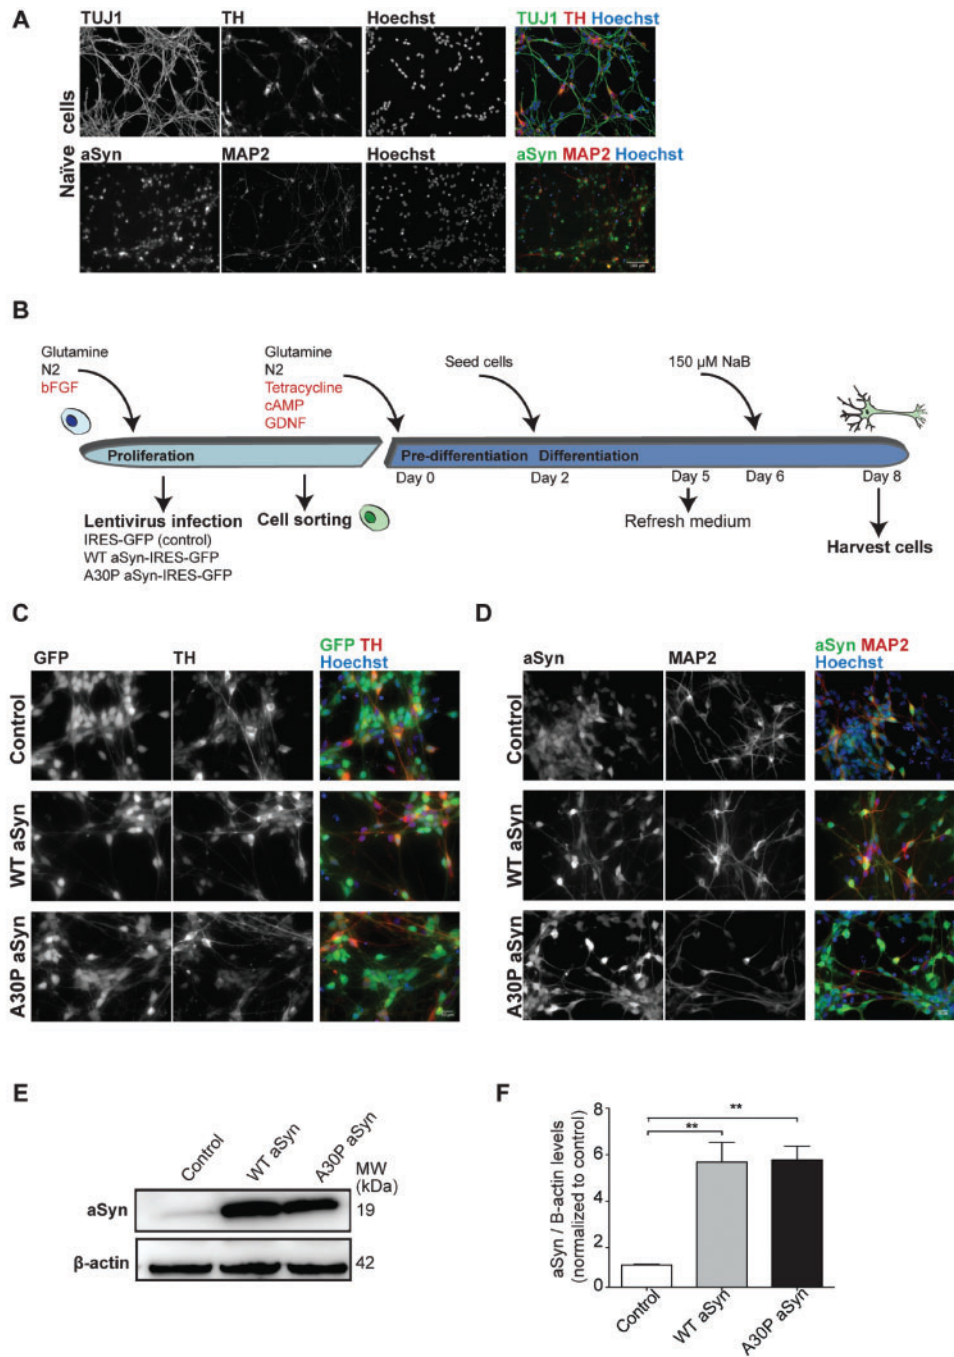 A
TUJ1 TH Hoechst TUJ1 TH Hoechst
Naïve cells
aSyn MAP2 Hoechst aSyn MAP2 Hoechst
B
Glutamine
N2
bFGF
Glutamine
N2
Tetracycline
cAMP
GDNF
Seed cells
150 µM NaB
Proliferation
Pre-differentiation Differentiation
Day 0 Day 2 Day 5 Day 6 Day 8
Lentivirus infection
IRES-GFP (control)
WT aSyn-IRES-GFP
A30P aSyn-IRES-GFP
Cell sorting
Refresh medium
Harvest cells
C
GFP TH GFP TH
Hoechst
Control
WT aSyn
A30P aSyn
D
aSyn MAP2 aSyn MAP2
Hoechst
Control
WT aSyn
A30P aSyn
E
Control WT aSyn A30P aSyn
MW
(kDa)
aSyn 19
β-actin 42
F
aSyn / B-actin levels
(normalized to control)
8
6
4
2
0
**
**
Control WT aSyn A30P aSyn